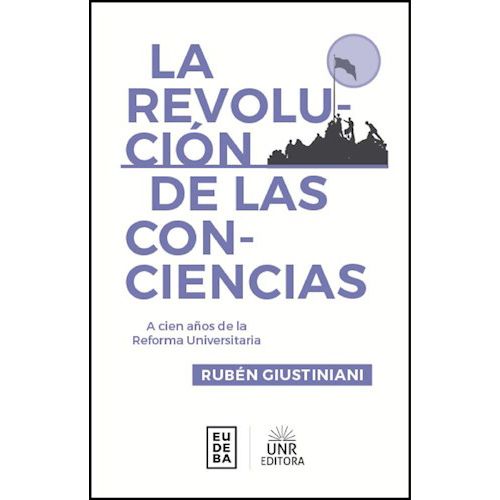 LA
REVOLU-
CIÓN
DE LAS
CON-
CIENCIAS
A cien años de la
Reforma Universitaria
RUBÉN GIUSTINIANI
EU
DE
BA
UNR
EDITORA